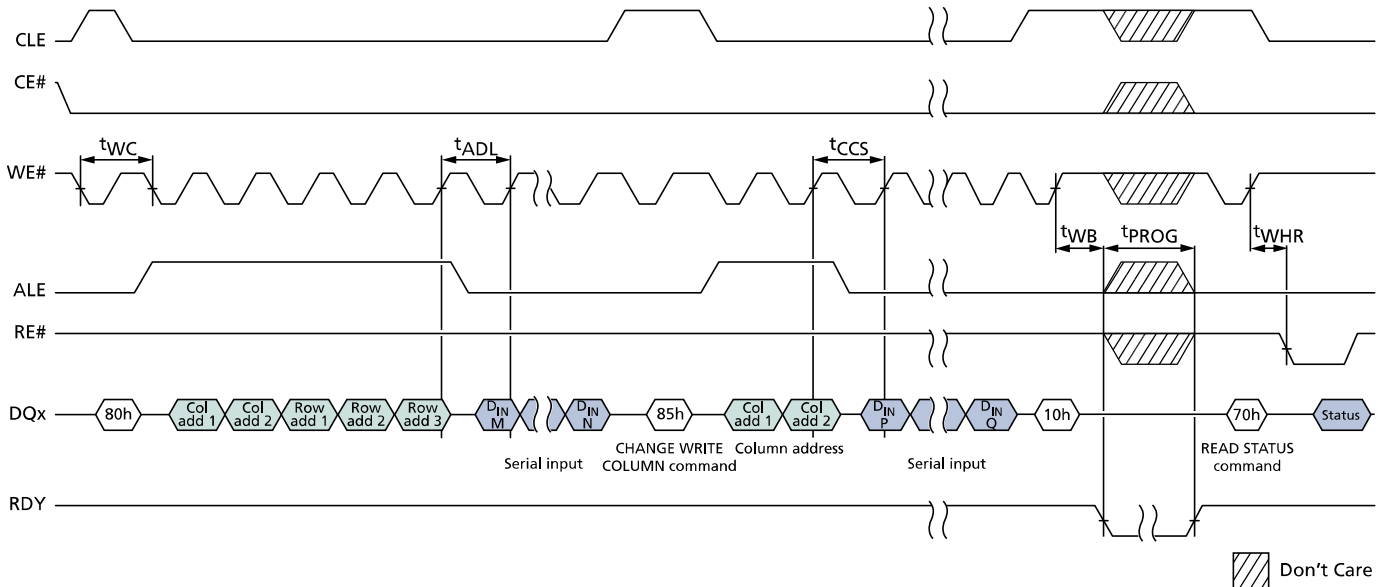 CLE
CE#
tWC
tADL
tCCS
WE#
tWB
tPROG
tWHR
ALE
RE#
DQx
80h
Col add 1
Col add 2
Row add 1
Row add 2
Row add 3
DIN M
DIN N
85h
Col add 1
Col add 2
DIN P
DIN Q
10h
70h
Status
CHANGE WRITE
COLUMN command
Column address
READ STATUS
command
Serial input
Serial input
RDY
Don't Care